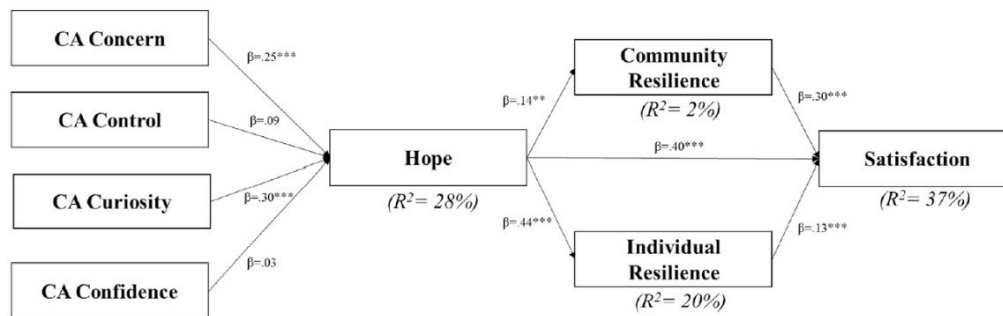 CA Concern
β=.25***
CA Control
β=.09
CA Curiosity
β=.30***
CA Confidence
β=.03
Hope
(R²= 28%)
β=.14**
β=.40***
β=.44***
Community
Resilience
(R²= 2%)
Individual
Resilience
(R²= 20%)
β=.30***
β=.13***
Satisfaction
(R²= 37%)